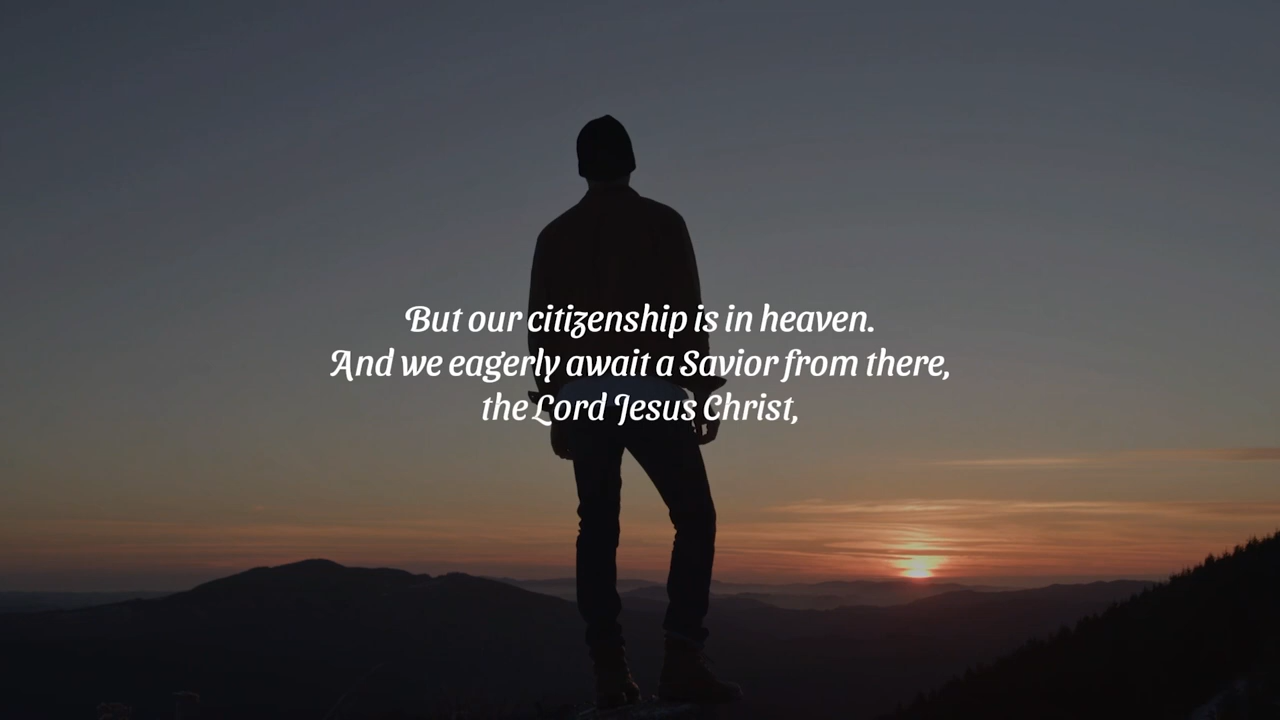 But our citizenship is in heaven.
And we eagerly await a Savior from there,
the Lord Jesus Christ,